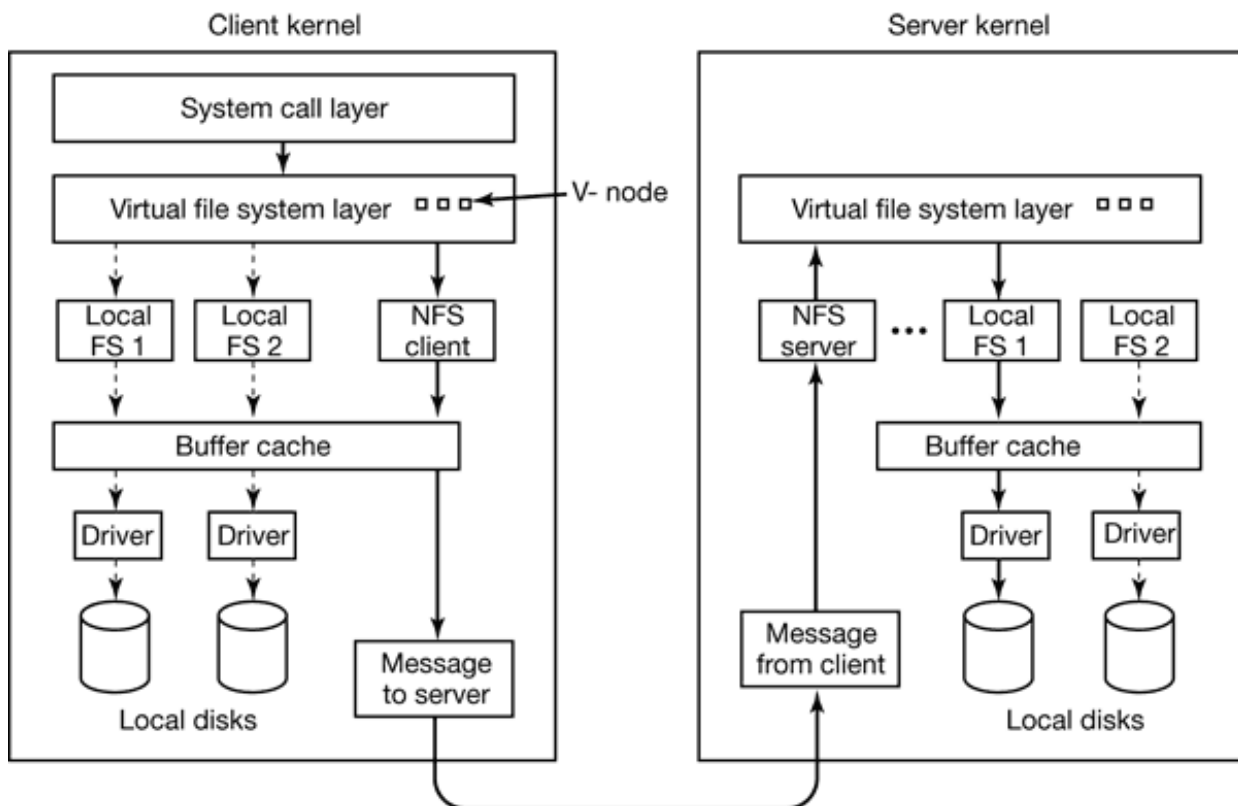 Client kernel
Server kernel
System call layer
V- node
Virtual file system layer
Virtual file system layer
Local
FS 1
Local
FS 2
NFS
client
NFS
server
Local
FS 1
Local
FS 2
Buffer cache
Buffer cache
Driver
Driver
Driver
Driver
Message
to server
Message
from client
Local disks
Local disks